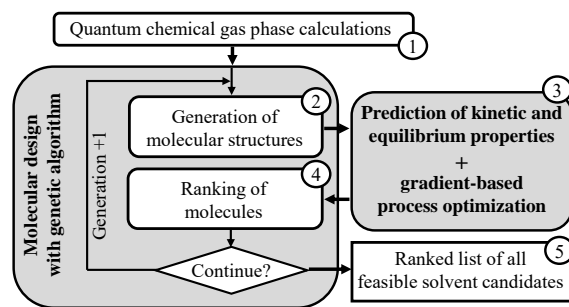 Quantum chemical gas phase calculations
1
Molecular design
with genetic algorithm
Generation +1
2
Generation of
molecular structures
3
Prediction of kinetic and
equilibrium properties
+
gradient-based
process optimization
4
Ranking of
molecules
Continue?
5
Ranked list of all
feasible solvent candidates